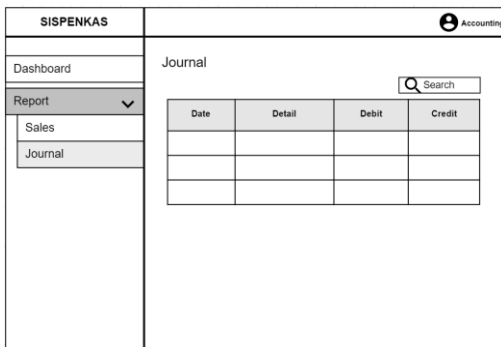 SISPENKAS
Accounting
Dashboard
Report
Sales
Journal
Journal
Search
Date Detail Debit Credit